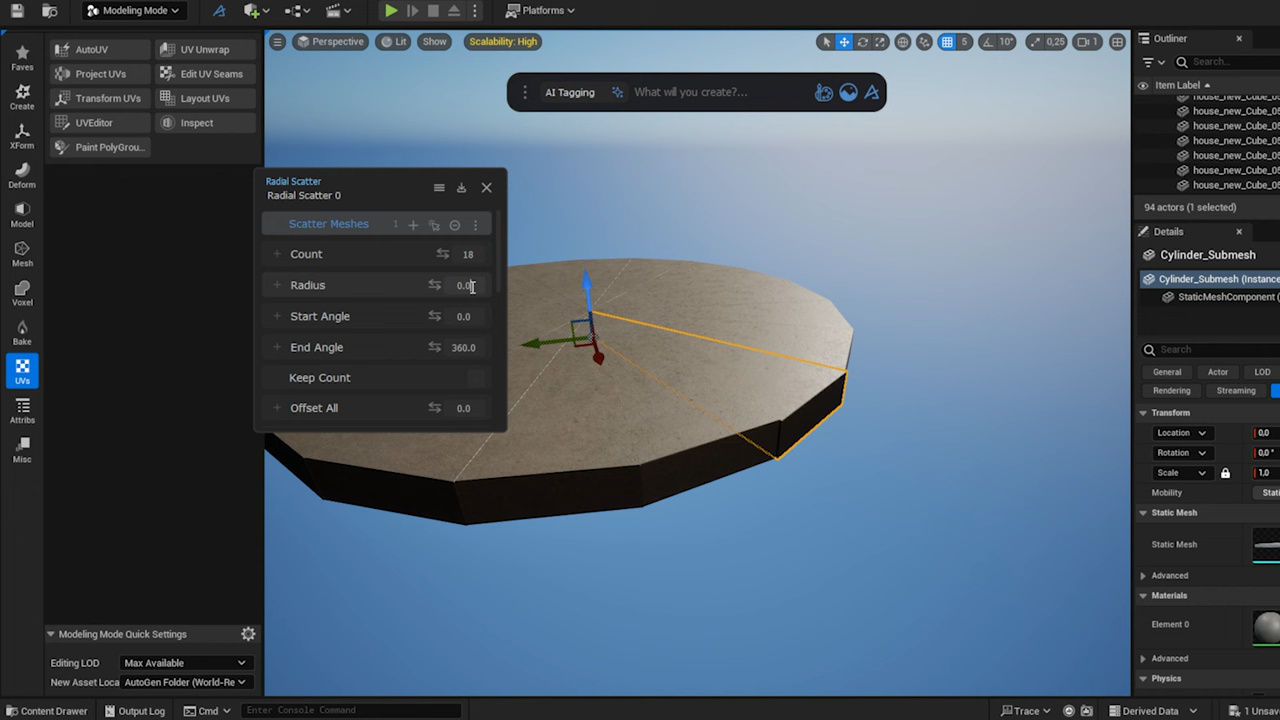 Modeling Mode
Platforms
Faves
Create
XForm
Deform
Model
Mesh
Voxel
Bake
UVs
Attribs
Misc
AutoUV
UV Unwrap
Project UVs
Edit UV Seams
Transform UVs
Layout UVs
UVEditor
Inspect
Paint PolyGrou...
Perspective
Lit
Show
Scalability: High
5
10°
0,25
1
AI Tagging
What will you create?...
Radial Scatter
Radial Scatter 0
Scatter Meshes 1
Count 18
Radius 0.0
Start Angle 0.0
End Angle 360.0
Keep Count
Offset All 0.0
Modeling Mode Quick Settings
Editing LOD Max Available
New Asset Loca AutoGen Folder (World-Re
Outliner
Search...
Item Label
house_new_Cube_05
house_new_Cube_05
house_new_Cube_05
house_new_Cube_05
house_new_Cube_05
house_new_Cube_05
house_new_Cube_05
94 actors (1 selected)
Details
Cylinder_Submesh
Cylinder_Submesh (Instance
StaticMeshComponent (
Search
General
Actor
LOD
Rendering
Streaming
Transform
Location 0,0
Rotation 0,0 °
Scale 1,0
Mobility Stati
Static Mesh
Static Mesh
Advanced
Materials
Element 0
Advanced
Physics
Content Drawer
Output Log
Cmd
Enter Console Command
Trace
Derived Data
1 Unsav